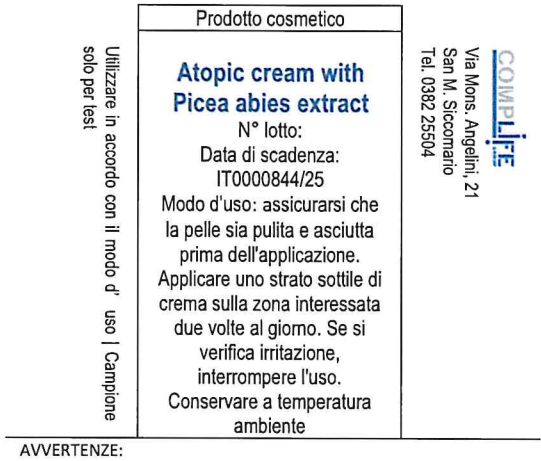 Prodotto cosmetico
Utilizzare in accordo con il modo d' uso | Campione
solo per test
Atopic cream with
Picea abies extract
N° lotto:
Data di scadenza:
IT0000844/25
Modo d'uso: assicurarsi che
la pelle sia pulita e asciutta
prima dell'applicazione.
Applicare uno strato sottile di
crema sulla zona interessata
due volte al giorno. Se si
verifica irritazione,
interrompere l'uso.
Conservare a temperatura
ambiente
COMPLIFE
Via Mons. Angelini, 21
San M. Siccomario
Tel. 0382 25504
AVVERTENZE: